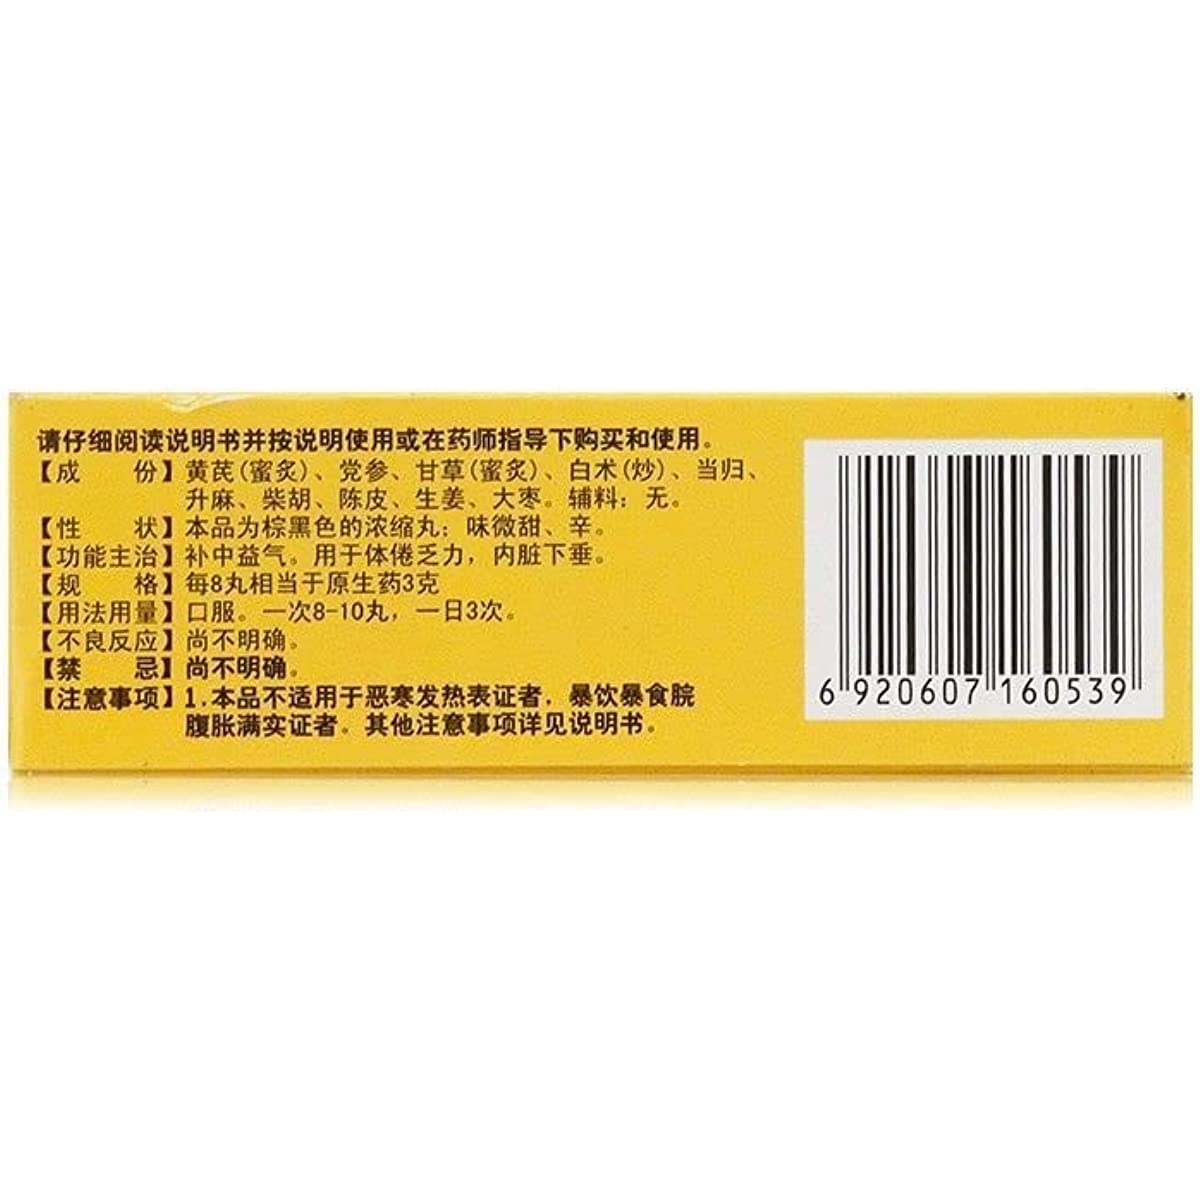 请仔细阅读说明书并按说明使用或在药师指导下购买和使用。
【成 份】黄芪(蜜炙)、党参、甘草(蜜炙)、白术(炒)、当归、
升麻、柴胡、陈皮、生姜、大枣。辅料：无。
【性 状】本品为棕黑色的浓缩丸；味微甜、辛。
【功能主治】补中益气。用于体倦乏力，内脏下垂。
【规 格】每8丸相当于原生药3克
【用法用量】口服。一次8-10丸，一日3次。
【不良反应】尚不明确。
【禁 忌】尚不明确。
【注意事项】1.本品不适用于恶寒发热表证者，暴饮暴食脘
腹胀满实证者。其他注意事项详见说明书。
6 920607 160539